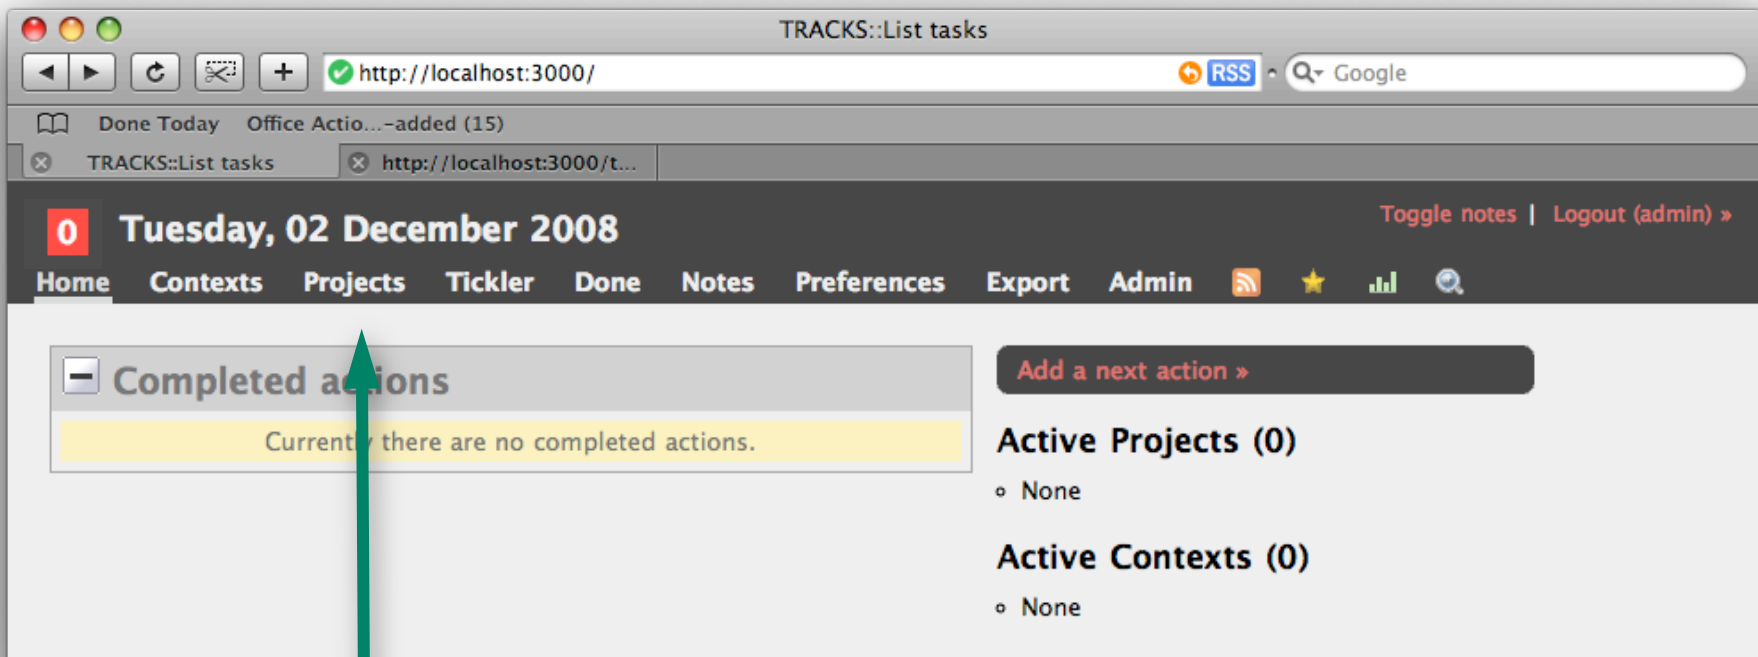 TRACKS::List tasks
http://localhost:3000/ RSS Google
Done Today Office Actio...-added (15)
TRACKS::List tasks http://localhost:3000/t...
Toggle notes | Logout (admin) »
0 Tuesday, 02 December 2008
Home Contexts Projects Tickler Done Notes Preferences Export Admin
Completed actions
Currently there are no completed actions.
Add a next action »
Active Projects (0)
None
Active Contexts (0)
None